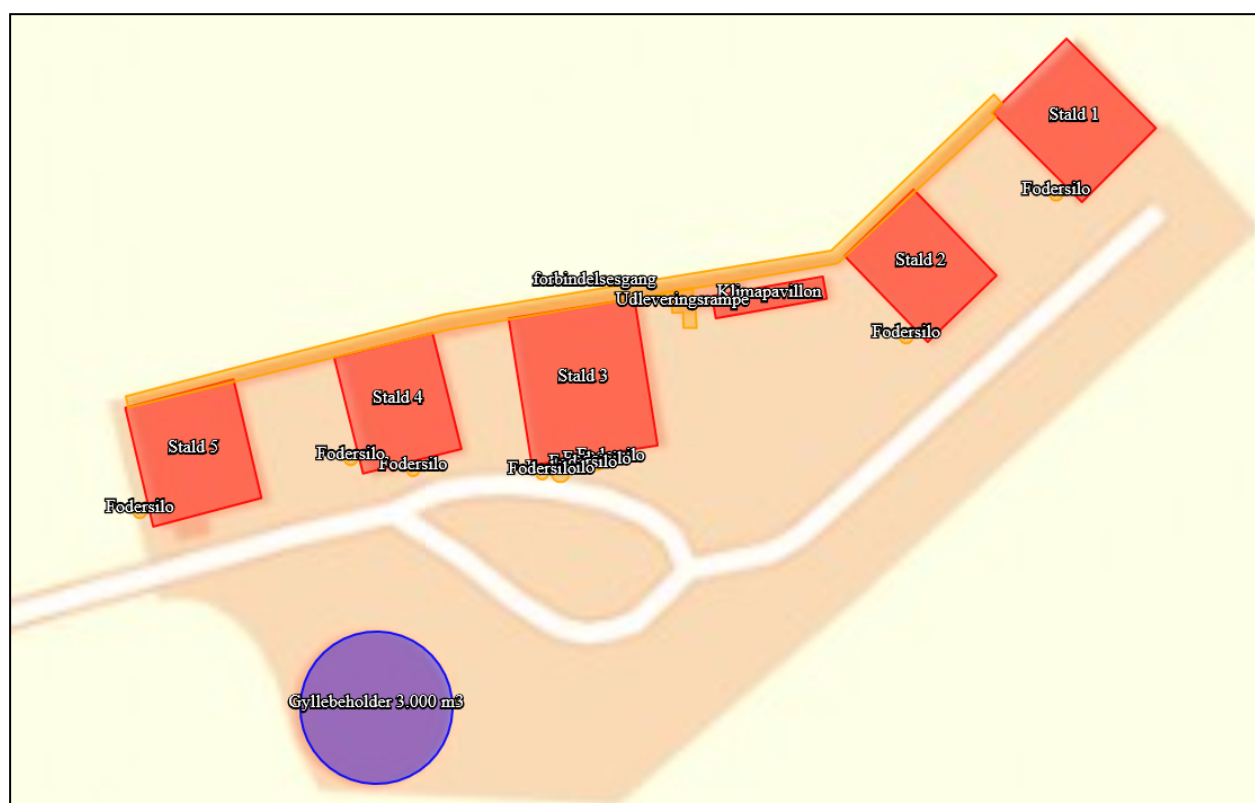 Stald 1
Fodersilo
Stald 2
forbindelsesgang
Klimapavillon
Udleveringsrampe
Fodersilo
Stald 3
Stald 4
Stald 5
Fodersilo
Fodersilo
Fodersilo
Fodersilo
Gyllebeholder 3.000 m3